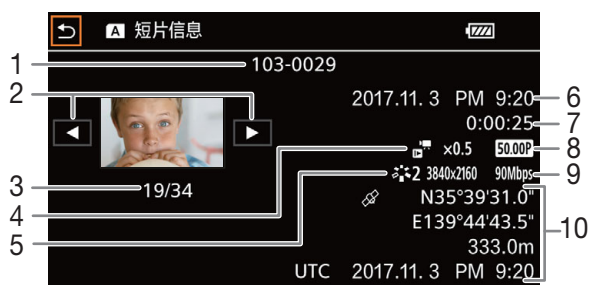 A 短片信息
1 103-0029
2
2017.11. 3 PM 9:20 6
0:00:25 7
×0.5 50.00P 8
3 19/34
4
2 3840x2160 90Mbps 9
5
N35°39'31.0"
E139°44'43.5" 10
333.0m
UTC 2017.11. 3 PM 9:20